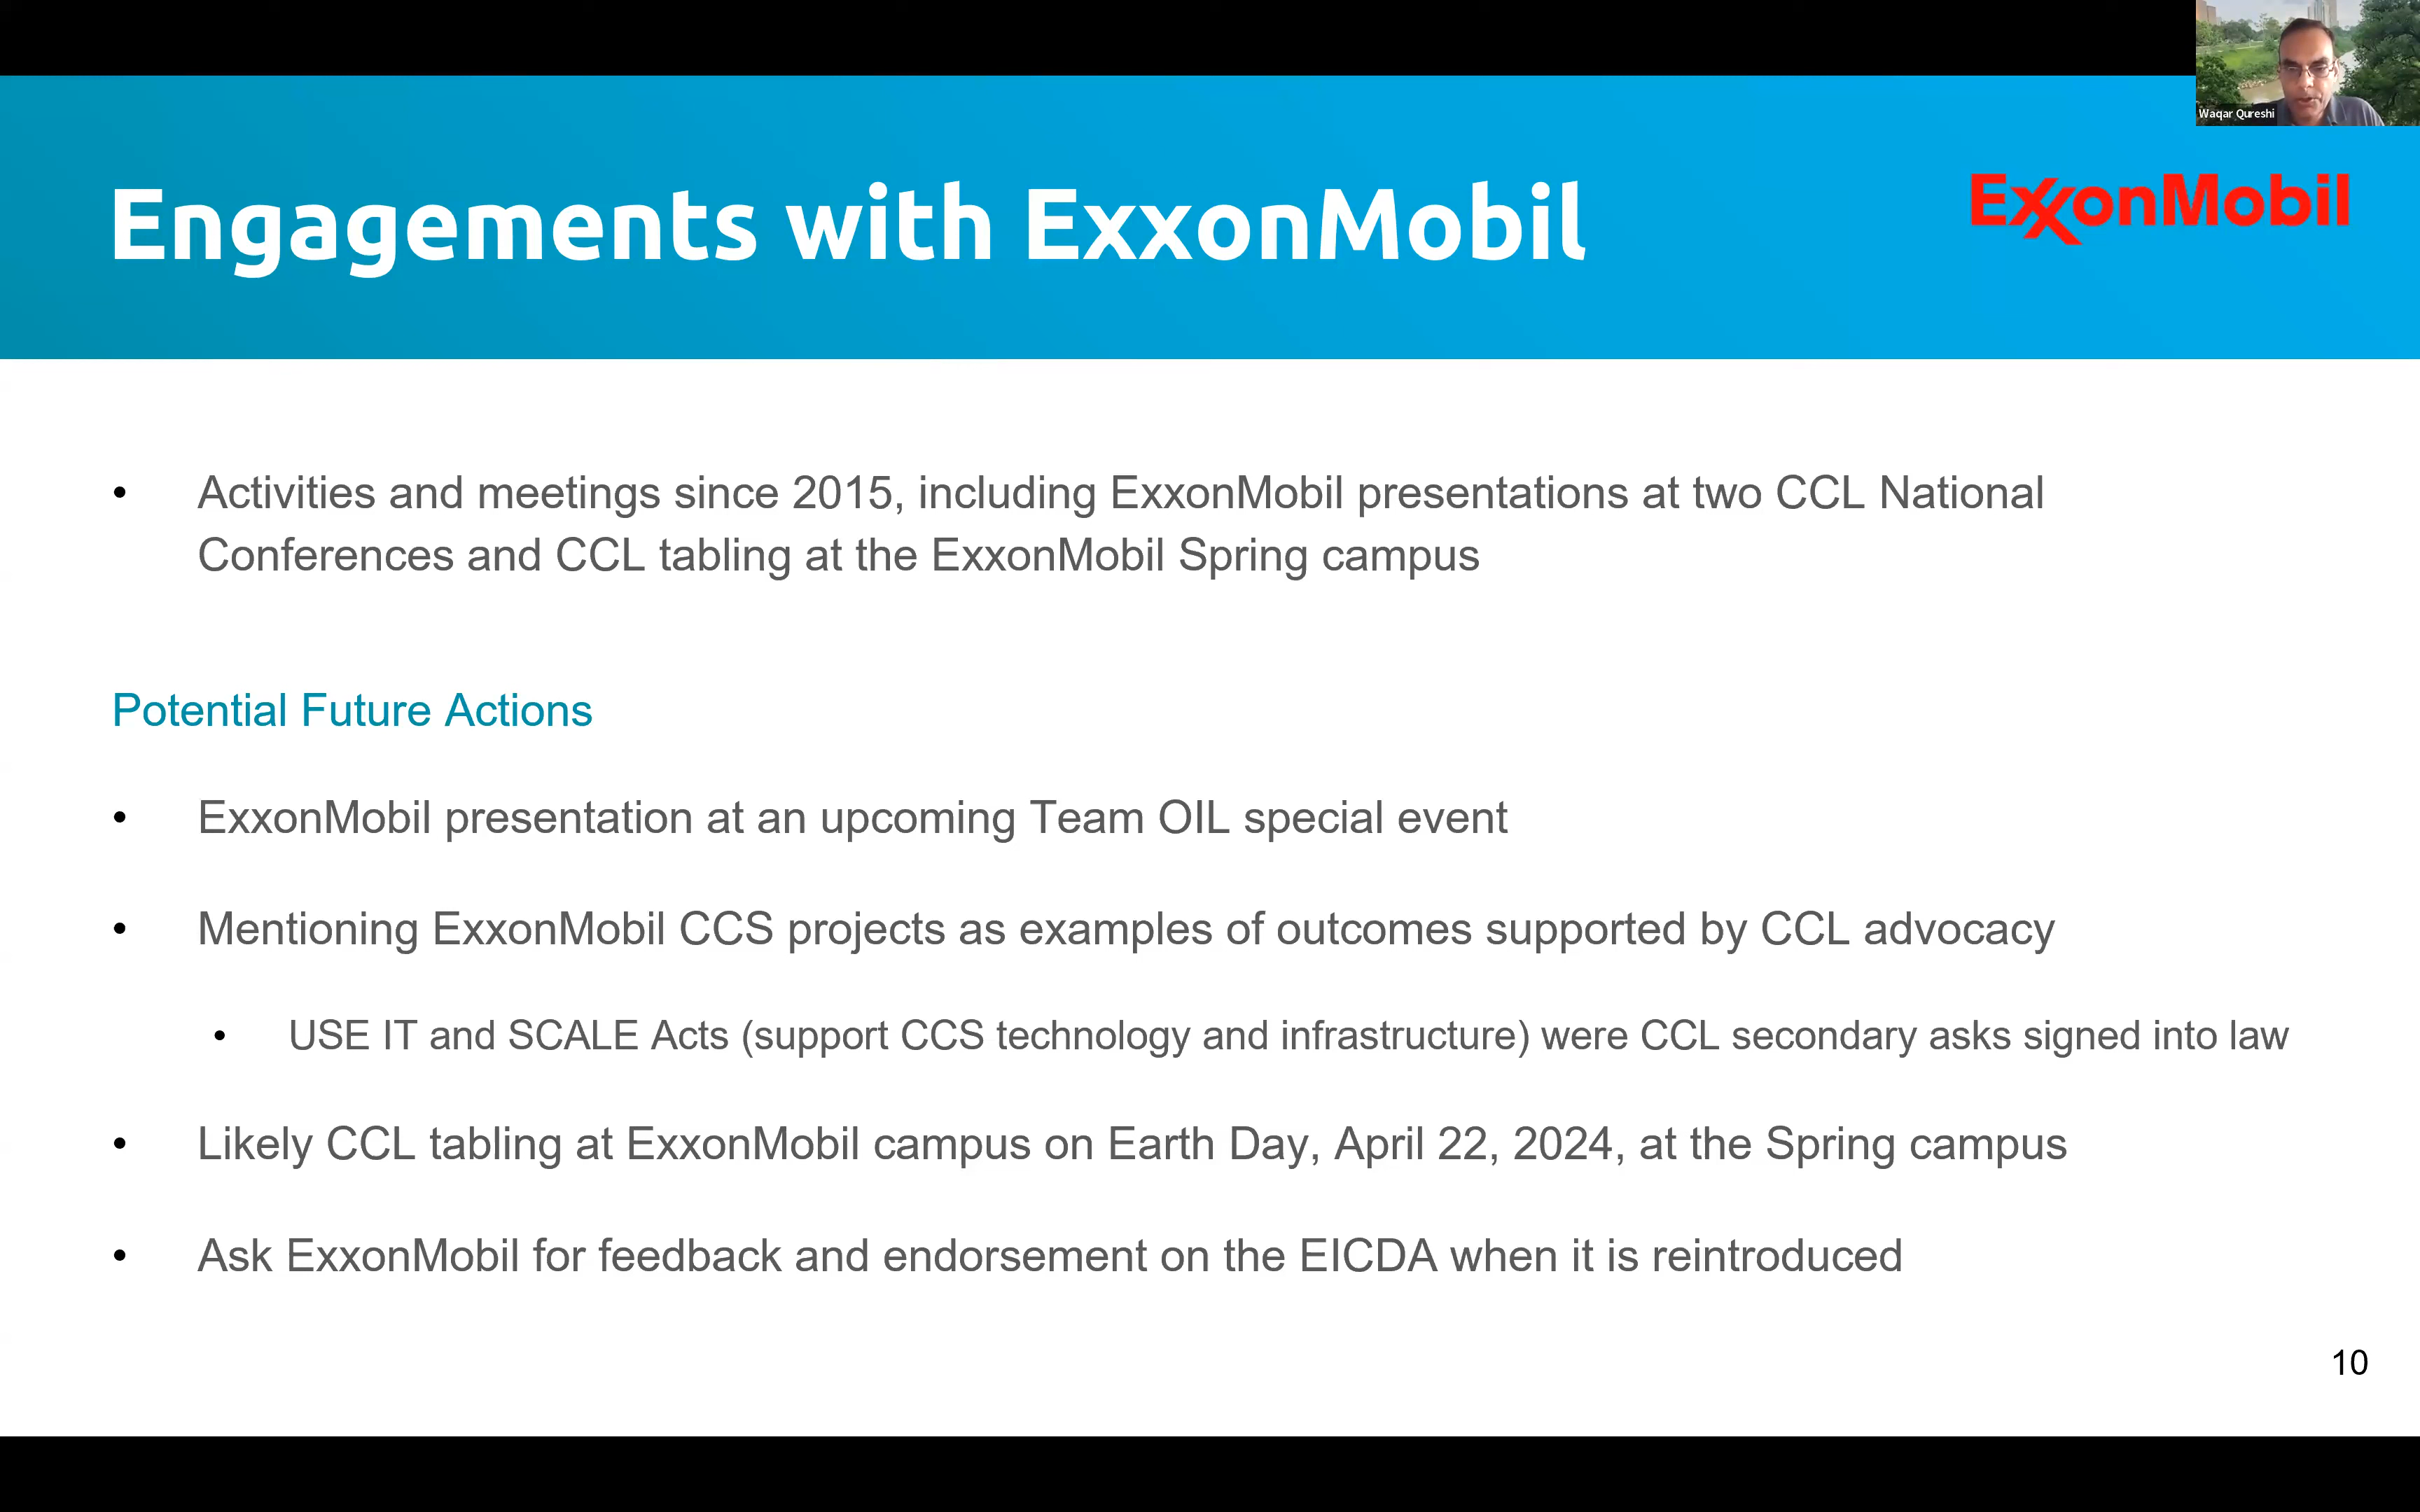 Waqar Qureshi
Engagements with ExxonMobil
ExxonMobil
• Activities and meetings since 2015, including ExxonMobil presentations at two CCL National
Conferences and CCL tabling at the ExxonMobil Spring campus
Potential Future Actions
• ExxonMobil presentation at an upcoming Team OIL special event
• Mentioning ExxonMobil CCS projects as examples of outcomes supported by CCL advocacy
• USE IT and SCALE Acts (support CCS technology and infrastructure) were CCL secondary asks signed into law
• Likely CCL tabling at ExxonMobil campus on Earth Day, April 22, 2024, at the Spring campus
• Ask ExxonMobil for feedback and endorsement on the EICDA when it is reintroduced
10